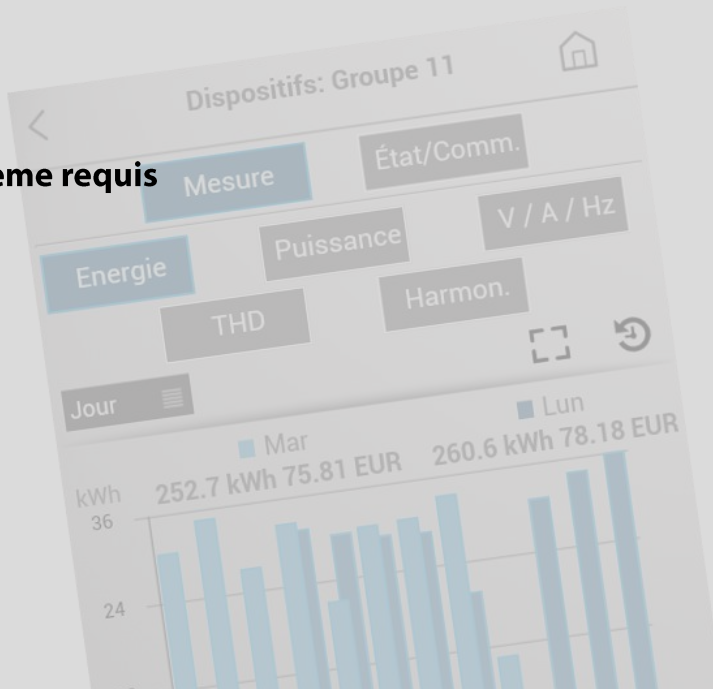 Dispositifs: Groupe 11
ème requis
Mesure
État/Comm.
Energie
Puissance
V / A / Hz
THD
Harmon.
Jour
Mar
252.7 kWh 75.81 EUR
Lun
260.6 kWh 78.18 EUR
kWh
36
24